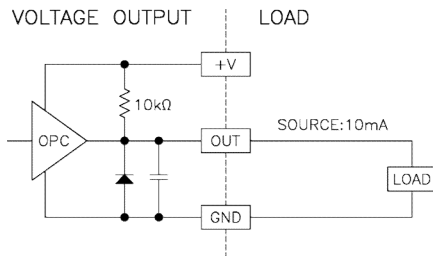 VOLTAGE OUTPUT
LOAD
+V
10kΩ
OPC
OUT
SOURCE:10mA
LOAD
GND